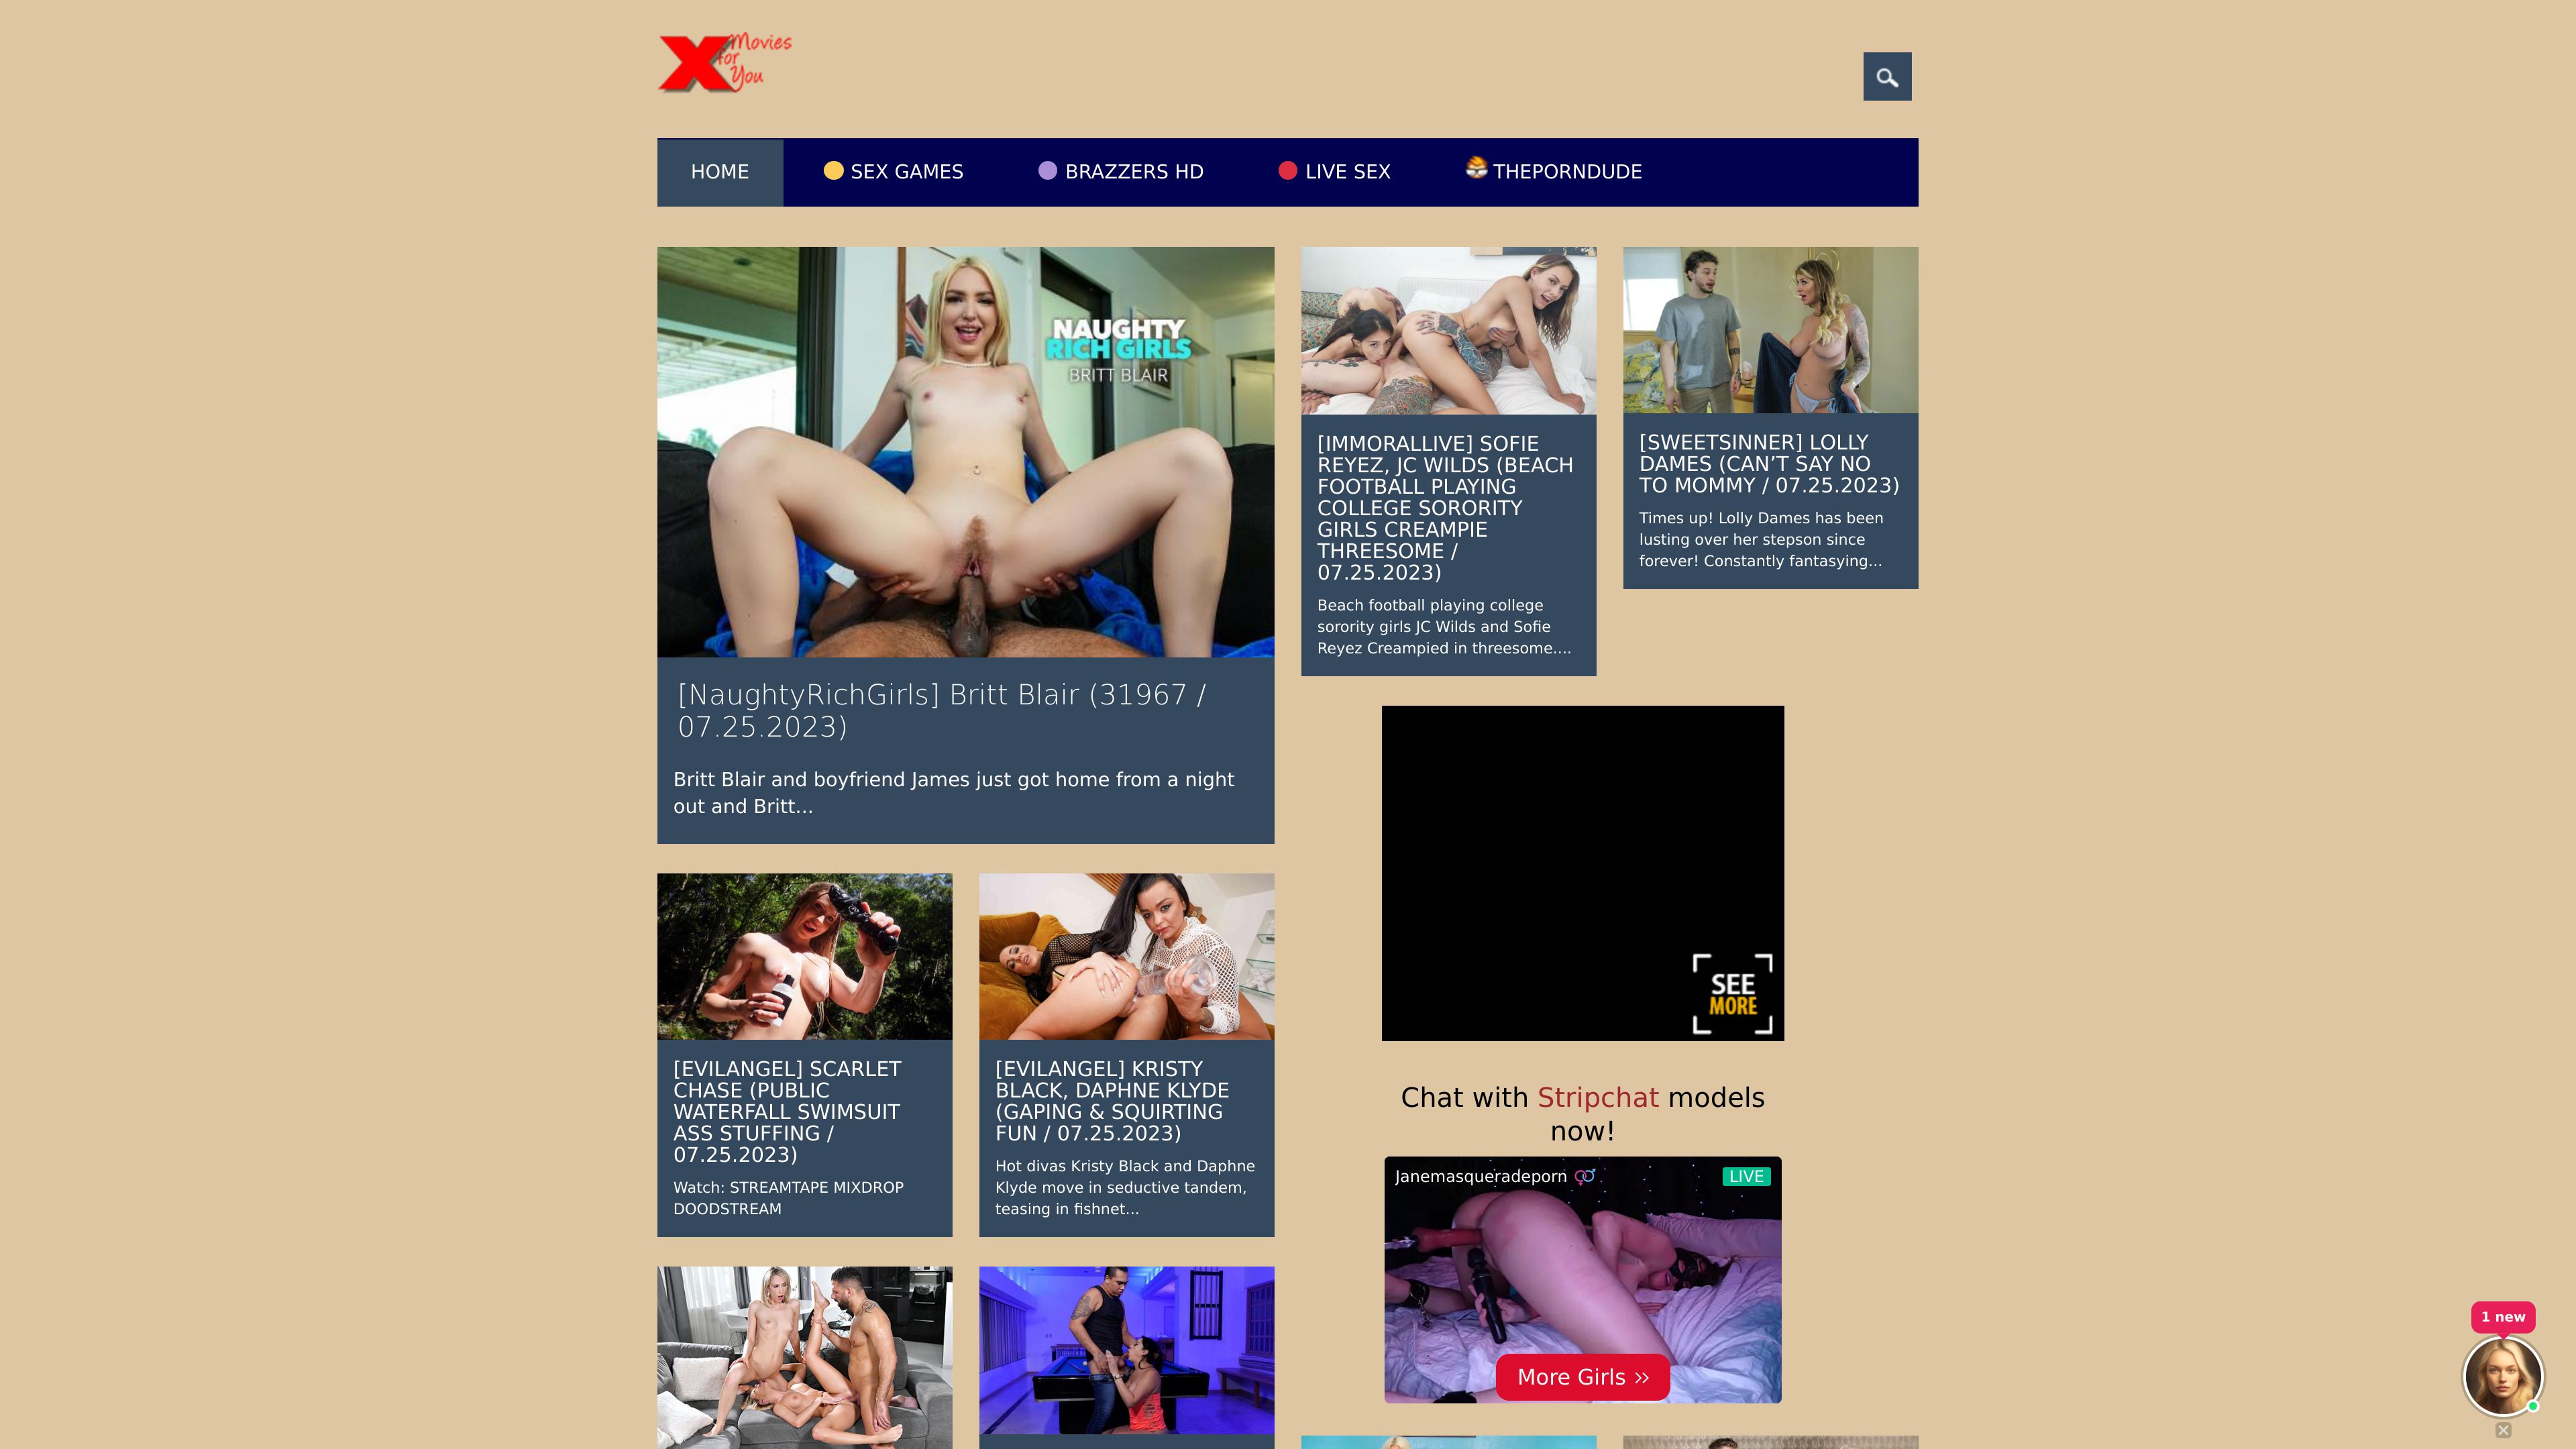 X Movies
for
You
HOME
SEX GAMES
BRAZZERS HD
LIVE SEX
THEPORNDUDE
NAUGHTY
RICH GIRLS
BRITT BLAIR
[NaughtyRichGirls] Britt Blair (31967 /
07.25.2023)
Britt Blair and boyfriend James just got home from a night
out and Britt...
[IMMORALLIVE] SOFIE
REYEZ, JC WILDS (BEACH
FOOTBALL PLAYING
COLLEGE SORORITY
GIRLS CREAMPIE
THREESOME /
07.25.2023)
Beach football playing college
sorority girls JC Wilds and Sofie
Reyez Creampied in threesome....
[SWEETSINNER] LOLLY
DAMES (CAN’T SAY NO
TO MOMMY / 07.25.2023)
Times up! Lolly Dames has been
lusting over her stepson since
forever! Constantly fantasying...
SEE
MORE
[EVILANGEL] SCARLET
CHASE (PUBLIC
WATERFALL SWIMSUIT
ASS STUFFING /
07.25.2023)
Watch: STREAMTAPE MIXDROP
DOODSTREAM
[EVILANGEL] KRISTY
BLACK, DAPHNE KLYDE
(GAPING & SQUIRTING
FUN / 07.25.2023)
Hot divas Kristy Black and Daphne
Klyde move in seductive tandem,
teasing in fishnet...
Chat with Stripchat models
now!
Janemasqueradeporn
LIVE
More Girls »
1 new